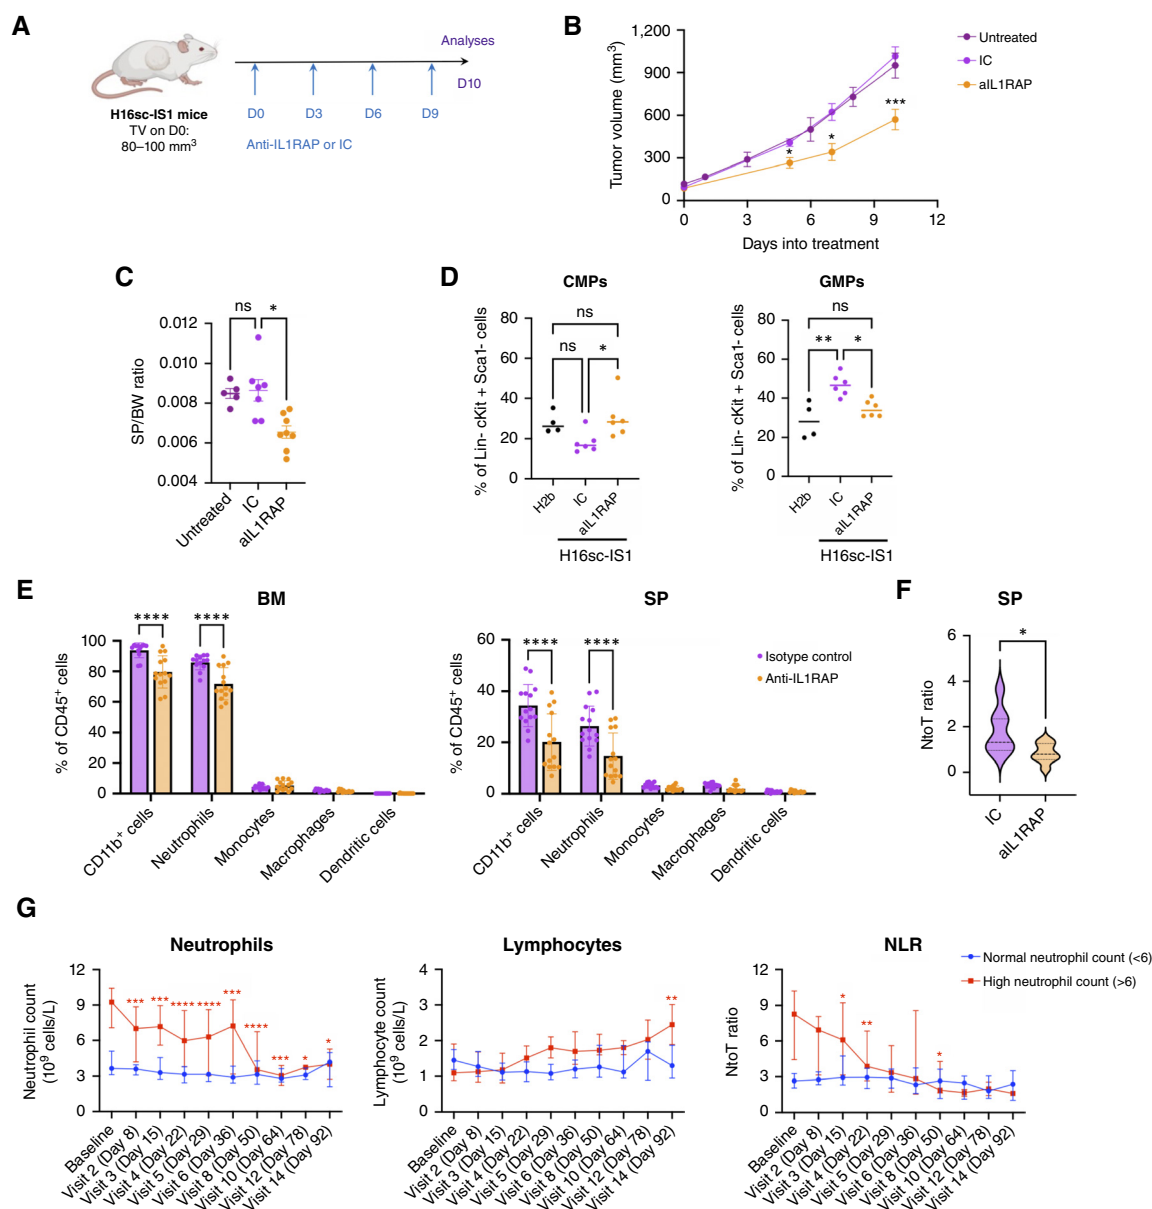 A
Analyses
D10
H16sc-IS1 mice
TV on D0:
80–100 mm3
D0
D3
D6
D9
Anti-IL1RAP or IC
B
Tumor volume (mm3)
1,200
900
600
300
0
0
3
6
9
12
Days into treatment
*
*
***
Untreated
IC
aIL1RAP
C
SP/BW ratio
0.012
0.010
0.008
0.006
0.004
ns
*
Untreated
IC
aIL1RAP
D
CMPs
% of Lin- cKit + Sca1- cells
80
60
40
20
0
ns
ns
*
H2b
IC
aIL1RAP
H16sc-IS1
GMPs
% of Lin- cKit + Sca1- cells
80
60
40
20
0
ns
**
*
H2b
IC
aIL1RAP
H16sc-IS1
E
BM
% of CD45+ cells
100
80
60
40
20
0
****
****
CD11b+ cells
Neutrophils
Monocytes
Macrophages
Dendritic cells
SP
% of CD45+ cells
60
40
20
0
****
****
CD11b+ cells
Neutrophils
Monocytes
Macrophages
Dendritic cells
Isotype control
Anti-IL1RAP
F
SP
NtoT ratio
6
4
2
0
*
IC
aIL1RAP
G
Neutrophils
Neutrophil count
(109 cells/L)
12
9
6
3
0
***
***
****
****
***
****
***
*
*
Baseline
Visit 2 (Day 8)
Visit 3 (Day 15)
Visit 4 (Day 22)
Visit 5 (Day 29)
Visit 6 (Day 36)
Visit 8 (Day 50)
Visit 10 (Day 64)
Visit 12 (Day 78)
Visit 14 (Day 92)
Lymphocytes
Lymphocyte count
(109 cells/L)
4
3
2
1
0
**
Baseline
Visit 2 (Day 8)
Visit 3 (Day 15)
Visit 4 (Day 22)
Visit 5 (Day 29)
Visit 6 (Day 36)
Visit 8 (Day 50)
Visit 10 (Day 64)
Visit 12 (Day 78)
Visit 14 (Day 92)
NLR
NtoT ratio
12
9
6
3
0
*
**
*
Baseline
Visit 2 (Day 8)
Visit 3 (Day 15)
Visit 4 (Day 22)
Visit 5 (Day 29)
Visit 6 (Day 36)
Visit 8 (Day 50)
Visit 10 (Day 64)
Visit 12 (Day 78)
Visit 14 (Day 92)
Normal neutrophil count (<6)
High neutrophil count (>6)